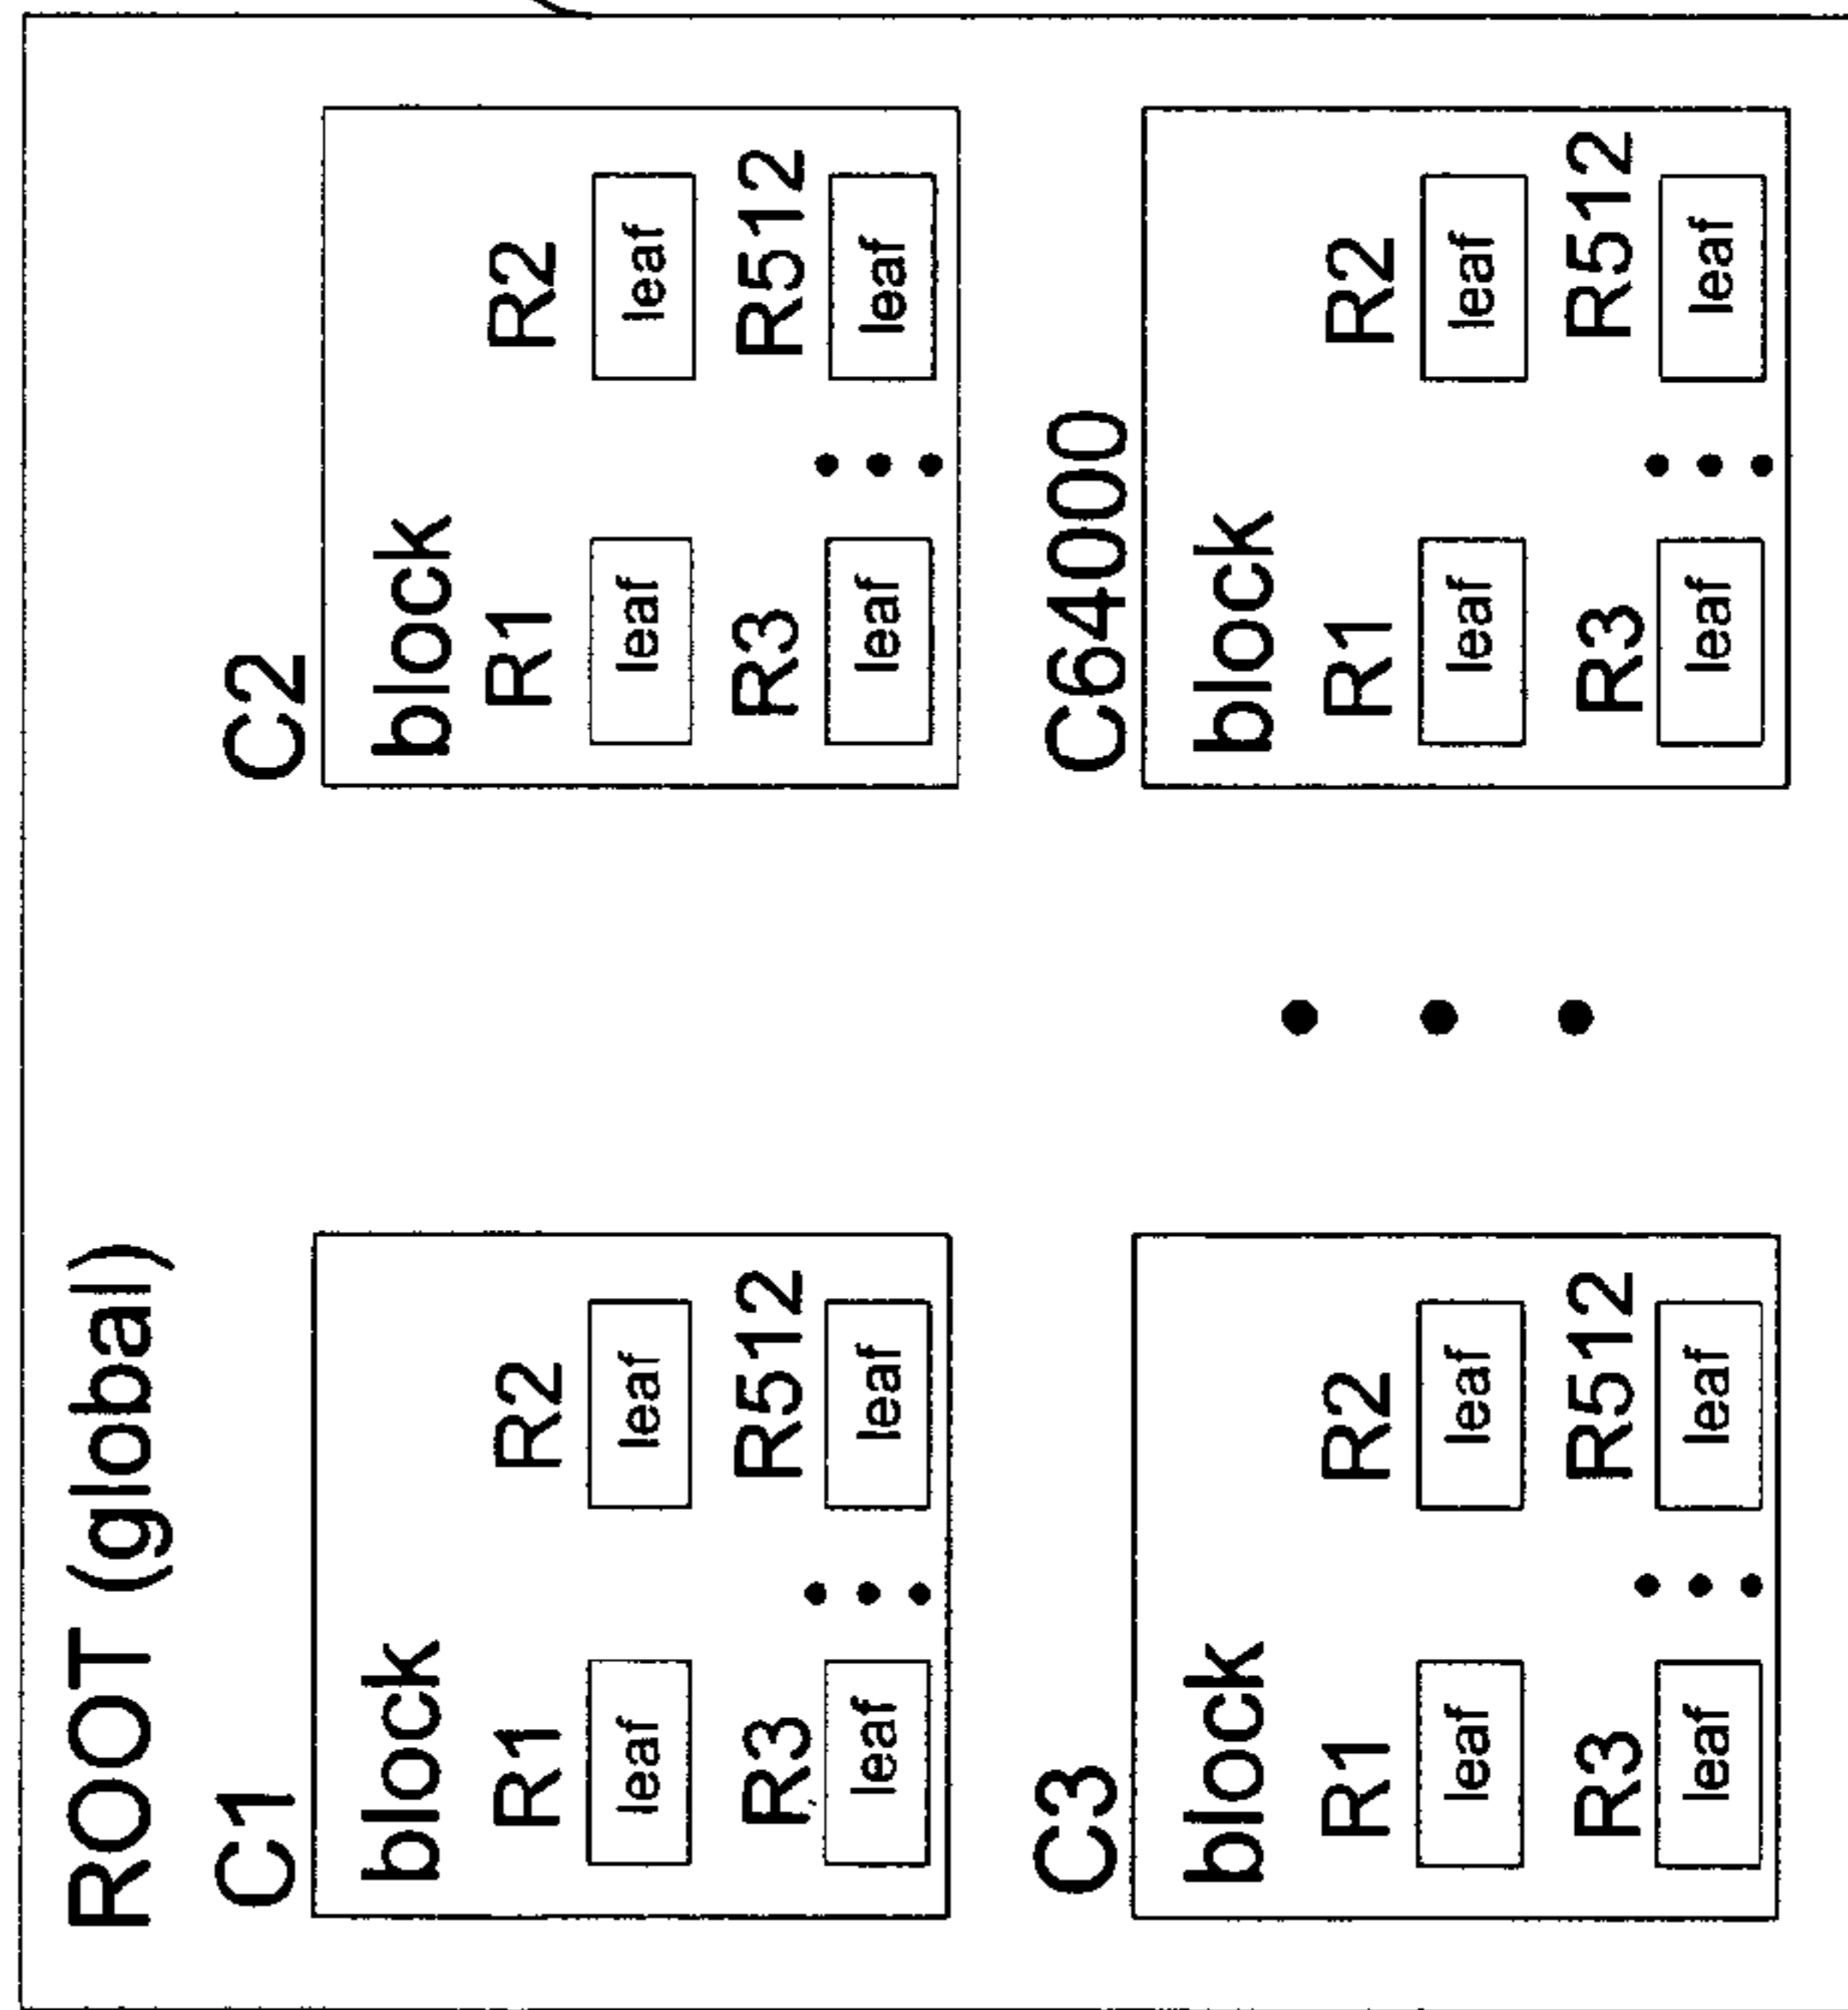 ROOT (global)
C1
block
R1 R2
leaf leaf
R3 R512
leaf leaf
C2
block
R1 R2
leaf leaf
R3 R512
leaf leaf
C3
block
R1 R2
leaf leaf
R3 R512
leaf leaf
C64000
block
R1 R2
leaf leaf
R3 R512
leaf leaf